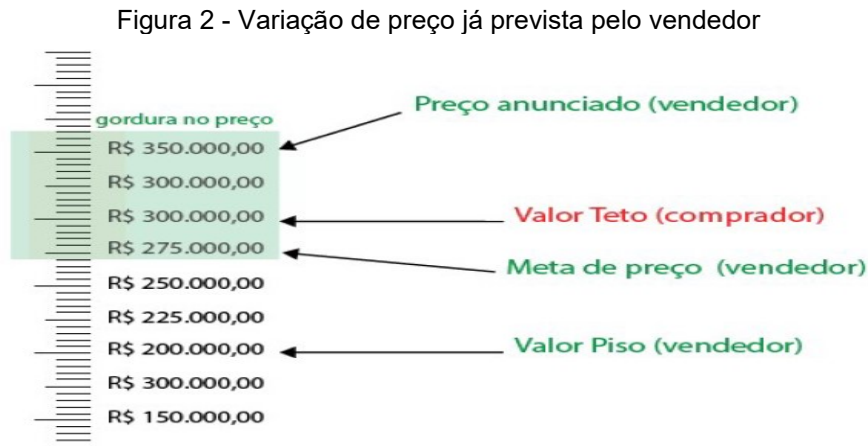 Figura 2 - Variação de preço já prevista pelo vendedor
gordura no preço
Preço anunciado (vendedor)
R$ 350.000,00
R$ 300.000,00
R$ 300.000,00
Valor Teto (comprador)
R$ 275.000,00
Meta de preço (vendedor)
R$ 250.000,00
R$ 225.000,00
R$ 200.000,00
Valor Piso (vendedor)
R$ 300.000,00
R$ 150.000,00